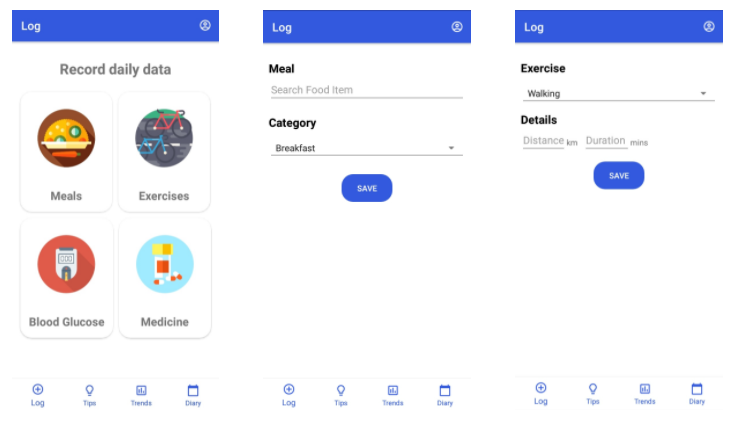 Log
Record daily data
Meals
Exercises
Blood Glucose
Medicine
Log
Tips
Trends
Diary
Log
Meal
Search Food Item
Category
Breakfast
SAVE
Log
Tips
Trends
Diary
Log
Exercise
Walking
Details
Distance km Duration mins
SAVE
Log
Tips
Trends
Diary